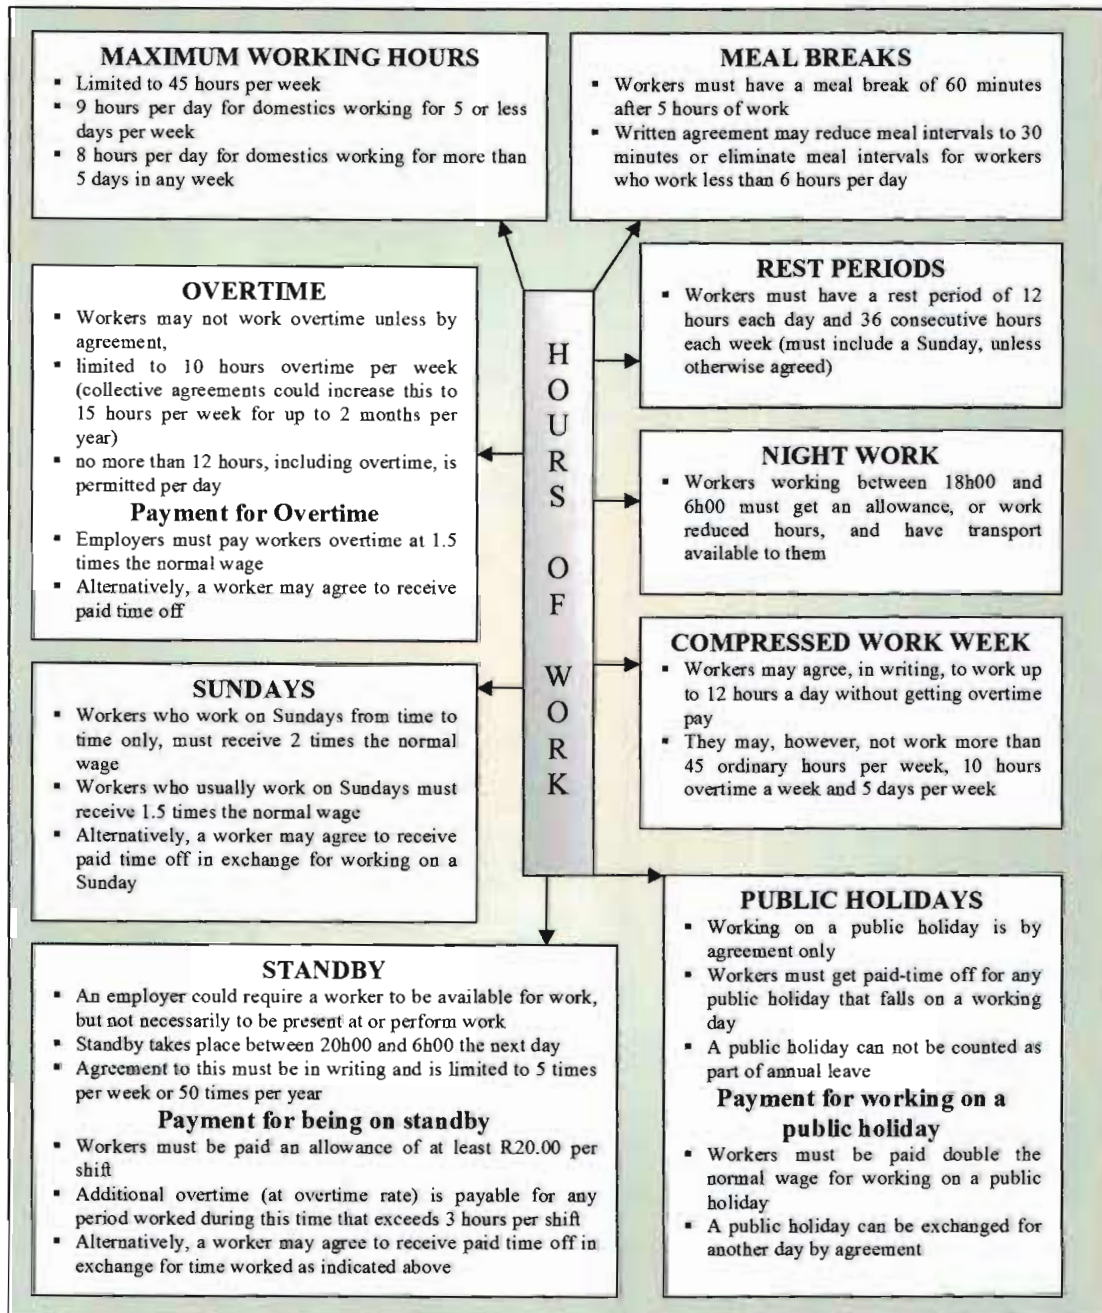 MAXIMUM WORKING HOURS
▪ Limited to 45 hours per week
▪ 9 hours per day for domestics working for 5 or less
days per week
▪ 8 hours per day for domestics working for more than
5 days in any week
MEAL BREAKS
▪ Workers must have a meal break of 60 minutes
after 5 hours of work
▪ Written agreement may reduce meal intervals to 30
minutes or eliminate meal intervals for workers
who work less than 6 hours per day
OVERTIME
▪ Workers may not work overtime unless by
agreement,
▪ limited to 10 hours overtime per week
(collective agreements could increase this to
15 hours per week for up to 2 months per
year)
▪ no more than 12 hours, including overtime, is
permitted per day
Payment for Overtime
▪ Employers must pay workers overtime at 1.5
times the normal wage
▪ Alternatively, a worker may agree to receive
paid time off
HOURS OF WORK
REST PERIODS
▪ Workers must have a rest period of 12
hours each day and 36 consecutive hours
each week (must include a Sunday, unless
otherwise agreed)
NIGHT WORK
▪ Workers working between 18h00 and
6h00 must get an allowance, or work
reduced hours, and have transport
available to them
COMPRESSED WORK WEEK
▪ Workers may agree, in writing, to work up
to 12 hours a day without getting overtime
pay
▪ They may, however, not work more than
45 ordinary hours per week, 10 hours
overtime a week and 5 days per week
SUNDAYS
▪ Workers who work on Sundays from time to
time only, must receive 2 times the normal
wage
▪ Workers who usually work on Sundays must
receive 1.5 times the normal wage
▪ Alternatively, a worker may agree to receive
paid time off in exchange for working on a
Sunday
STANDBY
▪ An employer could require a worker to be available for work,
but not necessarily to be present at or perform work
▪ Standby takes place between 20h00 and 6h00 the next day
▪ Agreement to this must be in writing and is limited to 5 times
per week or 50 times per year
Payment for being on standby
▪ Workers must be paid an allowance of at least R20.00 per
shift
▪ Additional overtime (at overtime rate) is payable for any
period worked during this time that exceeds 3 hours per shift
▪ Alternatively, a worker may agree to receive paid time off in
exchange for time worked as indicated above
PUBLIC HOLIDAYS
▪ Working on a public holiday is by
agreement only
▪ Workers must get paid-time off for any
public holiday that falls on a working
day
▪ A public holiday can not be counted as
part of annual leave
Payment for working on a
public holiday
▪ Workers must be paid double the
normal wage for working on a public
holiday
▪ A public holiday can be exchanged for
another day by agreement